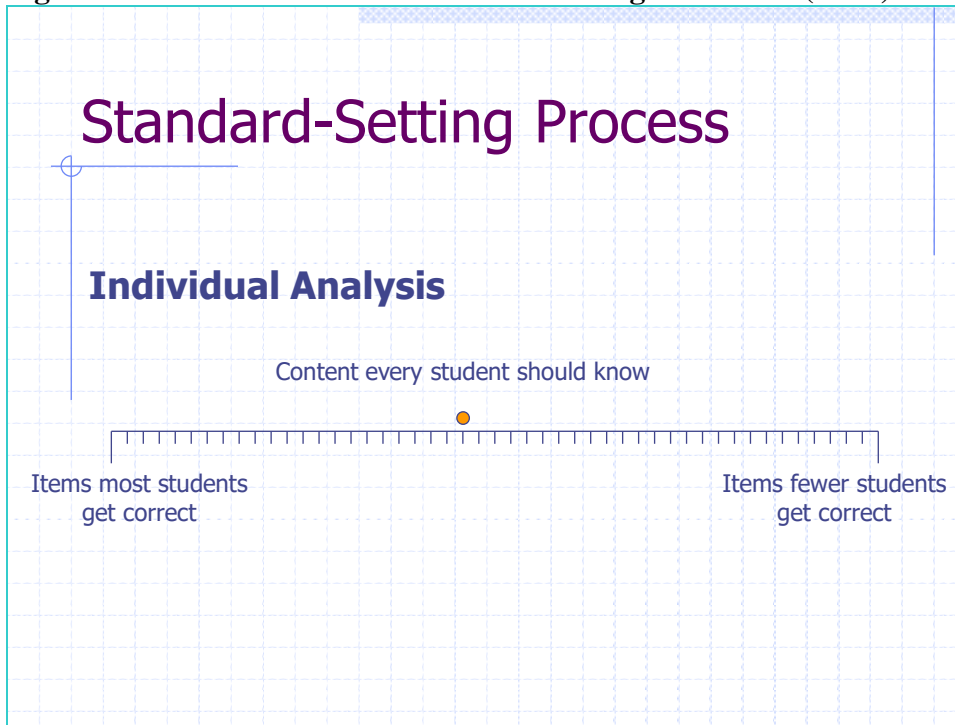 Standard-Setting Process
Individual Analysis
Content every student should know
Items most students
get correct
Items fewer students
get correct